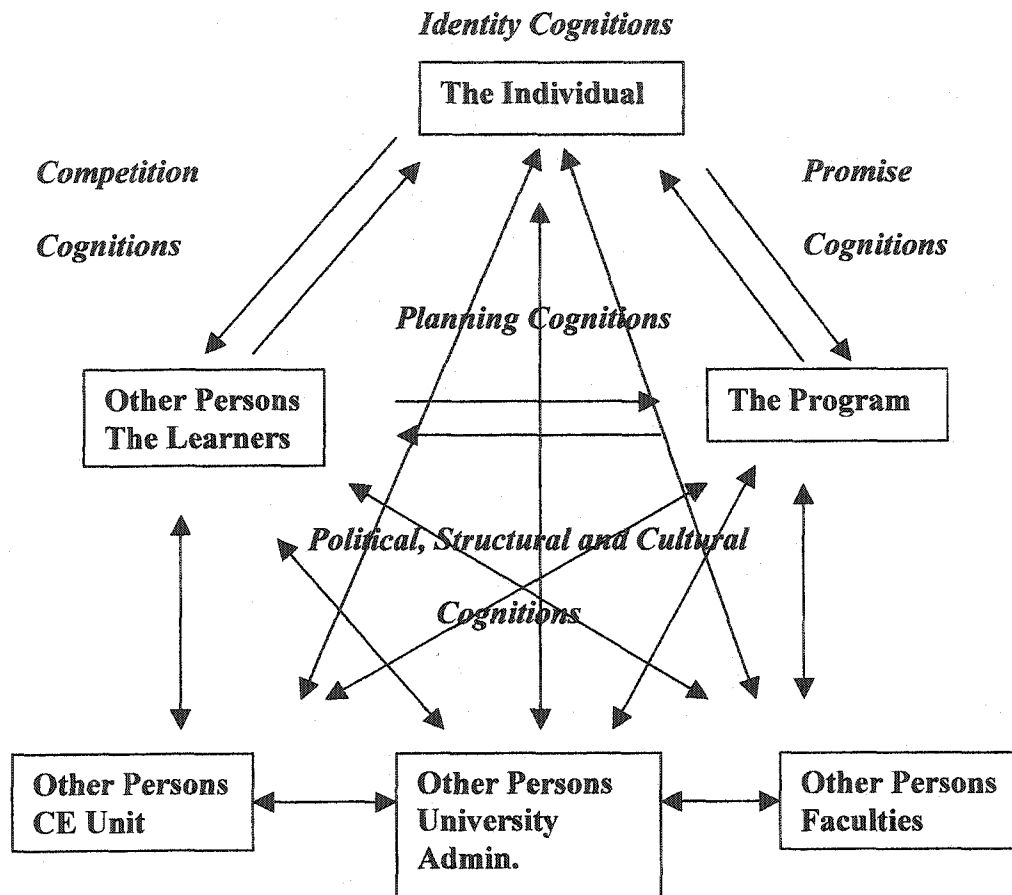 Identity Cognitions
The Individual
Competition
Cognitions
Promise
Cognitions
Planning Cognitions
Other Persons
The Learners
The Program
Political, Structural and Cultural
Cognitions
Other Persons
CE Unit
Other Persons
University
Admin.
Other Persons
Faculties